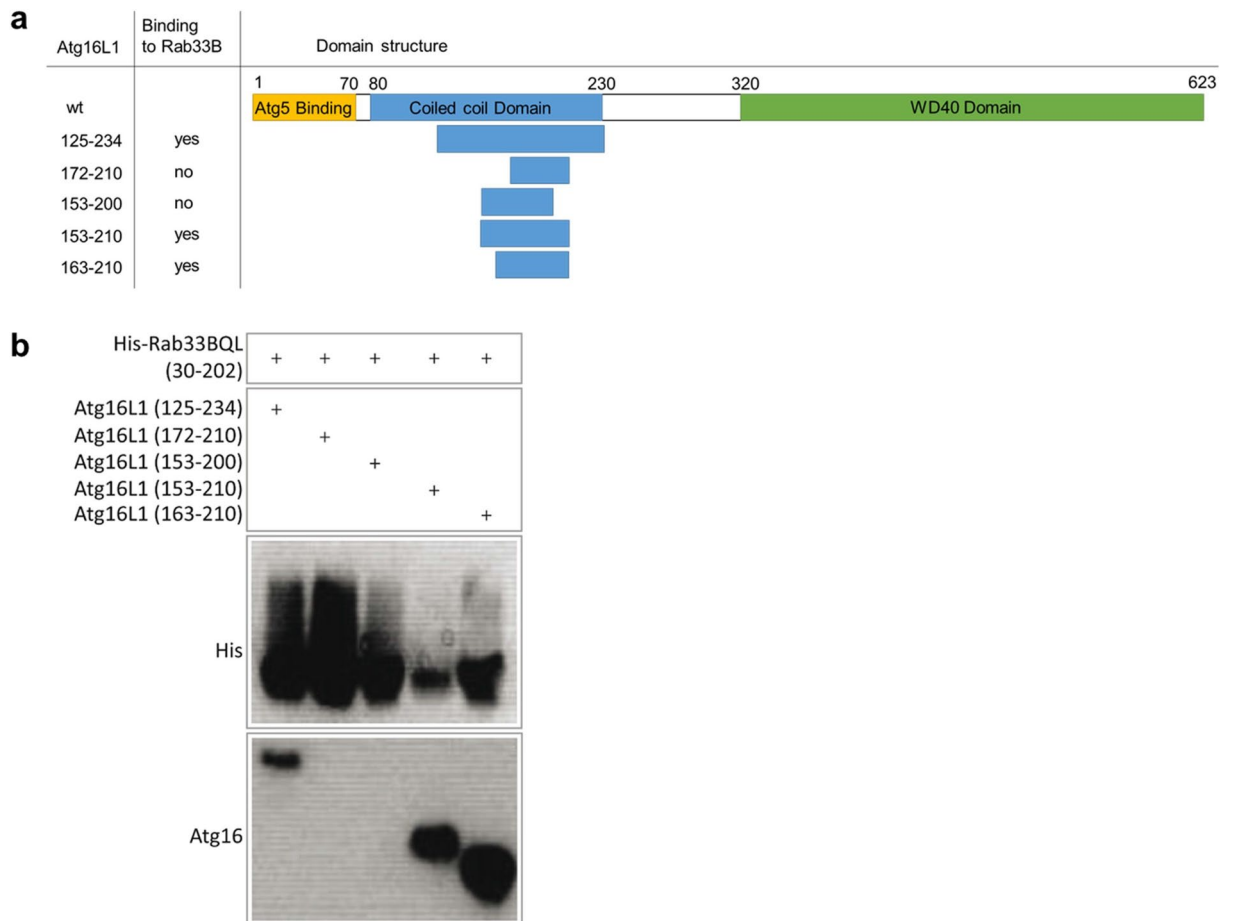 a
Atg16L1
Binding
to Rab33B
Domain structure
1 70 80 230 320 623
wt Atg5 Binding Coiled coil Domain WD40 Domain
125-234 yes
172-210 no
153-200 no
153-210 yes
163-210 yes
b
His-Rab33BQL
(30-202) + + + + +
Atg16L1 (125-234) +
Atg16L1 (172-210) +
Atg16L1 (153-200) +
Atg16L1 (153-210) +
Atg16L1 (163-210) +
His
Atg16